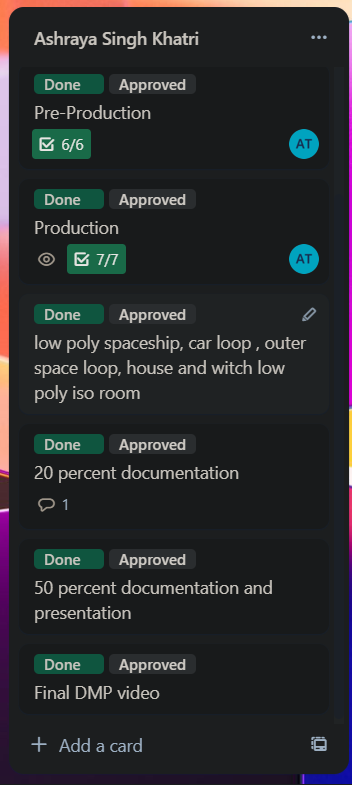 Ashraya Singh Khatri
Done Approved
Pre-Production
6/6 AT
Done Approved
Production
7/7 AT
Done Approved
low poly spaceship, car loop , outer
space loop, house and witch low
poly iso room
Done Approved
20 percent documentation
1
Done Approved
50 percent documentation and
presentation
Done Approved
Final DMP video
Add a card